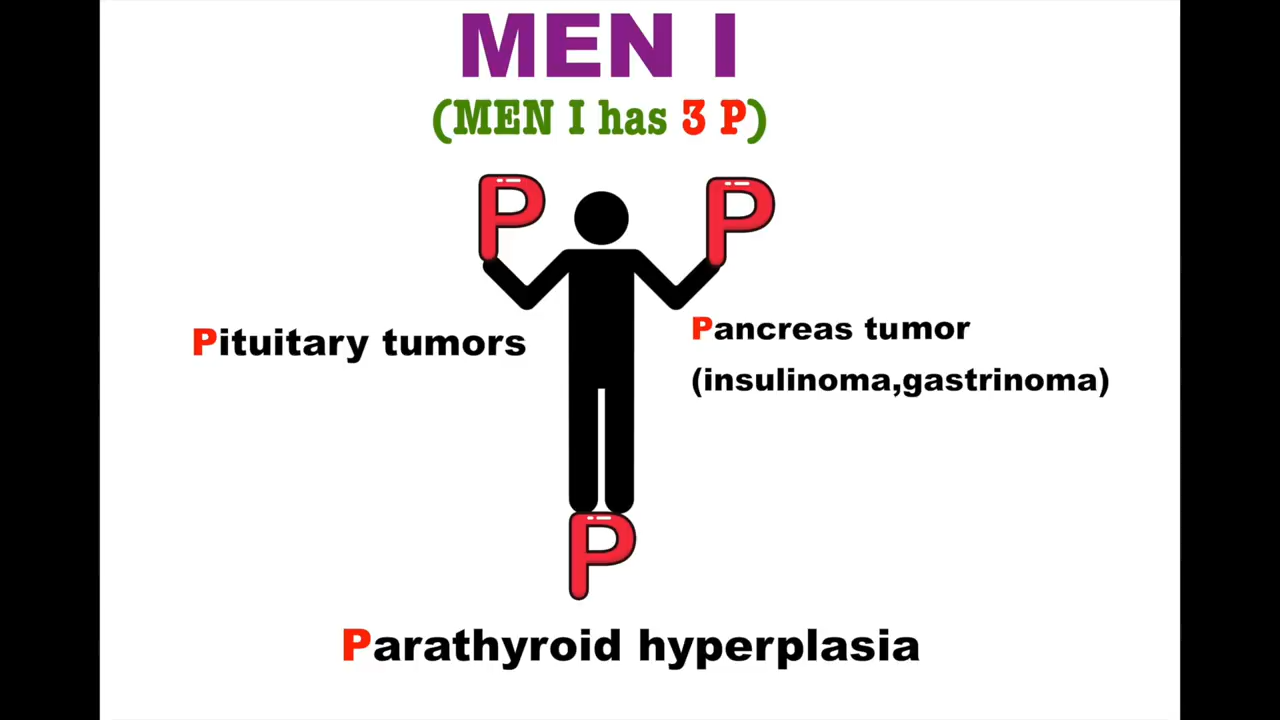 MEN I
(MEN I has 3 P)
P
P
Pituitary tumors
Pancreas tumor
(insulinoma,gastrinoma)
P
Parathyroid hyperplasia